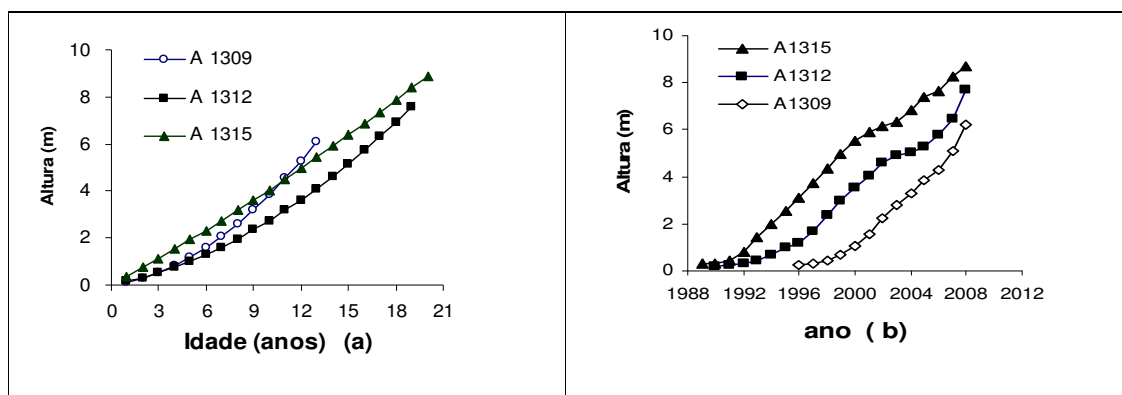 10
8
6
4
2
0
Altura (m)
A 1309
A 1312
A 1315
0 3 6 9 12 15 18 21
Idade (anos) (a)
10
8
6
4
2
0
Altura (m)
A1315
A1312
A1309
1988 1992 1996 2000 2004 2008 2012
ano ( b)